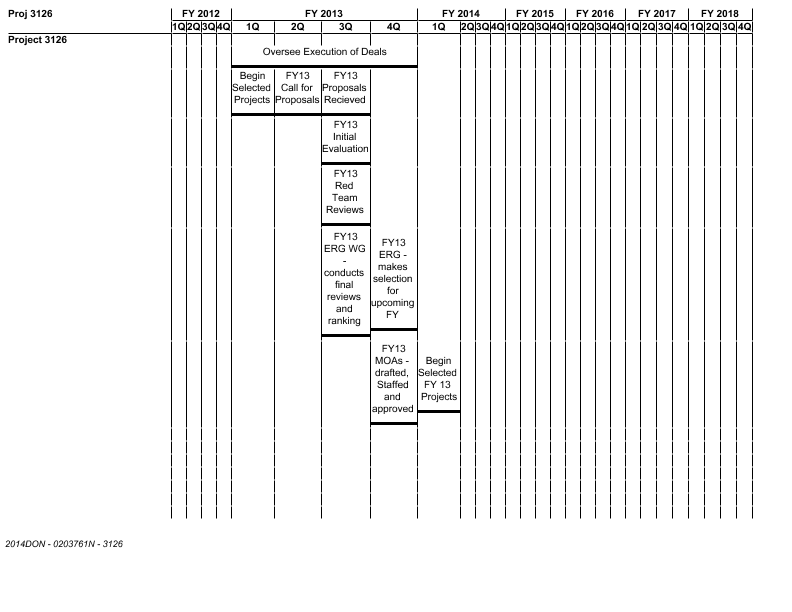 Proj 3126
FY 2012
FY 2013
FY 2014
FY 2015
FY 2016
FY 2017
FY 2018
1Q 2Q 3Q 4Q 1Q 2Q 3Q 4Q 1Q 2Q 3Q 4Q 1Q 2Q 3Q 4Q 1Q 2Q 3Q 4Q 1Q 2Q 3Q 4Q 1Q 2Q 3Q 4Q
Project 3126
Oversee Execution of Deals
Begin
Selected
Projects
FY13
Call for
Proposals
FY13
Proposals
Recieved
FY13
Initial
Evaluation
FY13
Red
Team
Reviews
FY13
ERG WG
-
conducts
final
reviews
and
ranking
FY13
ERG -
makes
selection
for
upcoming
FY
FY13
MOAs -
drafted,
Staffed
and
approved
Begin
Selected
FY 13
Projects
2014DON - 0203761N - 3126